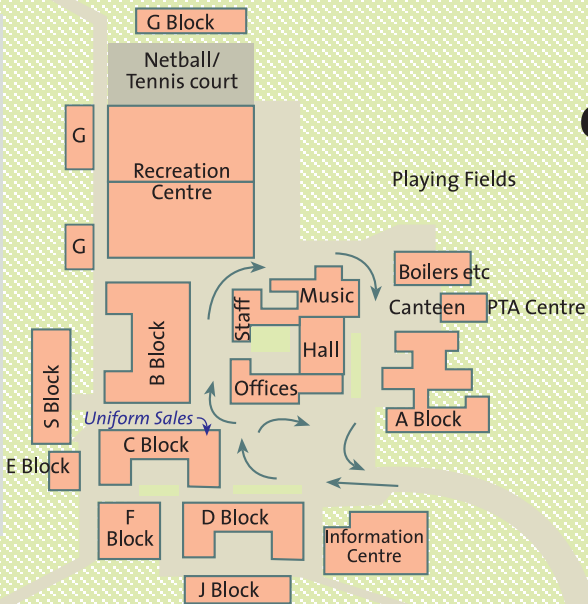 G Block
Netball/
Tennis court
G
Recreation
Centre
Playing Fields
G
Boilers etc
Staff
Music
Canteen
PTA Centre
B Block
Hall
S Block
Offices
Uniform Sales
A Block
C Block
E Block
F
Block
D Block
Information
Centre
J Block